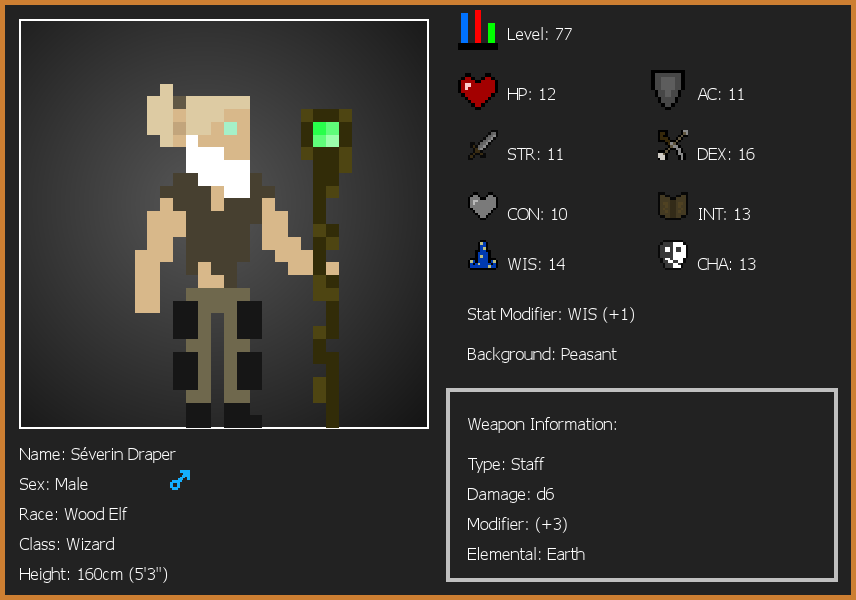 Level: 77
HP: 12
AC: 11
STR: 11
DEX: 16
CON: 10
INT: 13
WIS: 14
CHA: 13
Stat Modifier: WIS (+1)
Background: Peasant
Weapon Information:
Type: Staff
Damage: d6
Modifier: (+3)
Elemental: Earth
Name: Séverin Draper
Sex: Male
Race: Wood Elf
Class: Wizard
Height: 160cm (5'3")